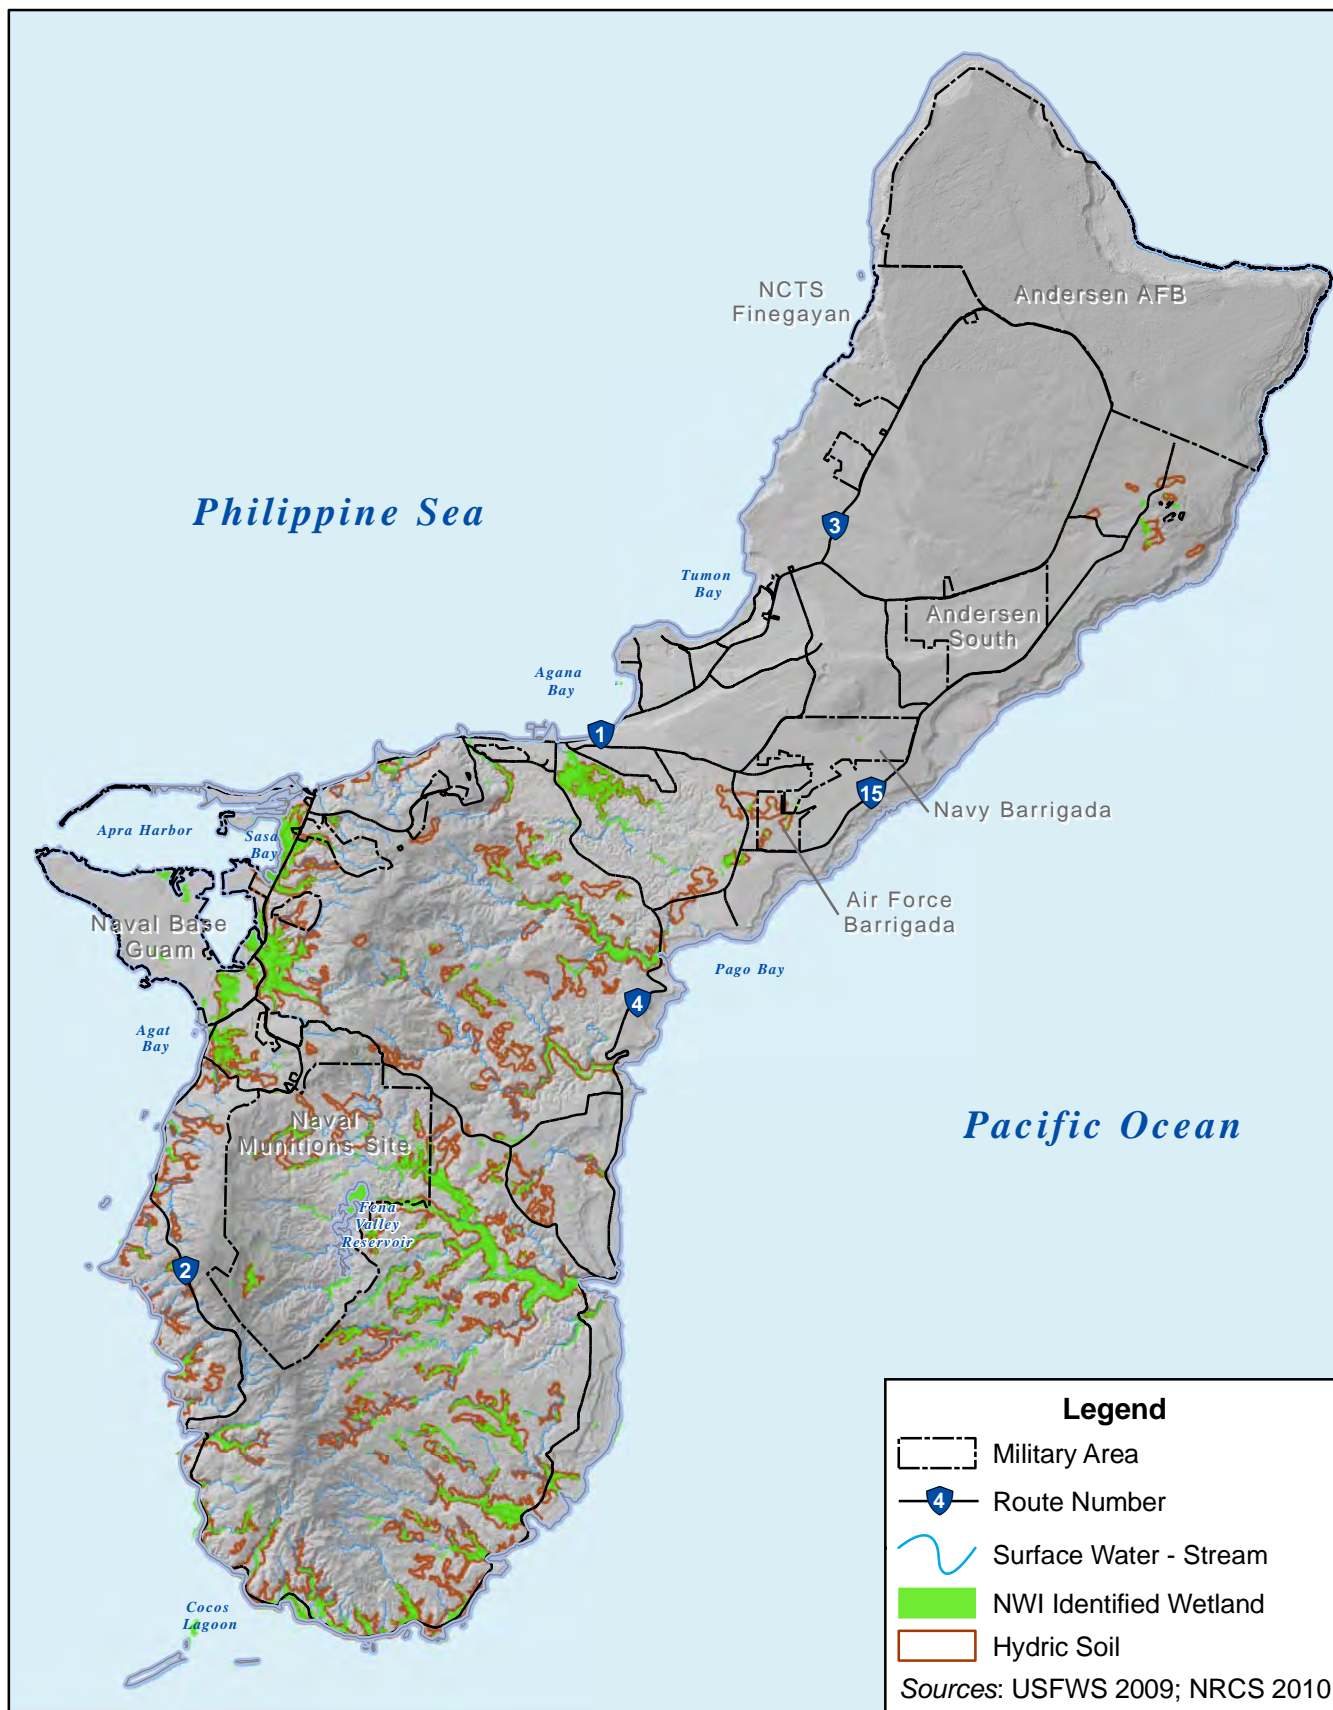 NCTS
Finegayan
Andersen AFB
Philippine Sea
3
Tumon
Bay
Andersen
South
Agana
Bay
1
15
Navy Barrigada
Apra Harbor
Sasa
Bay
Air Force
Barrigada
Naval Base
Guam
Pago Bay
4
Agat
Bay
Naval
Munitions Site
Pacific Ocean
Fena
Valley
Reservoir
2
Cocos
Lagoon
Legend
Military Area
4 Route Number
Surface Water - Stream
NWI Identified Wetland
Hydric Soil
Sources: USFWS 2009; NRCS 2010